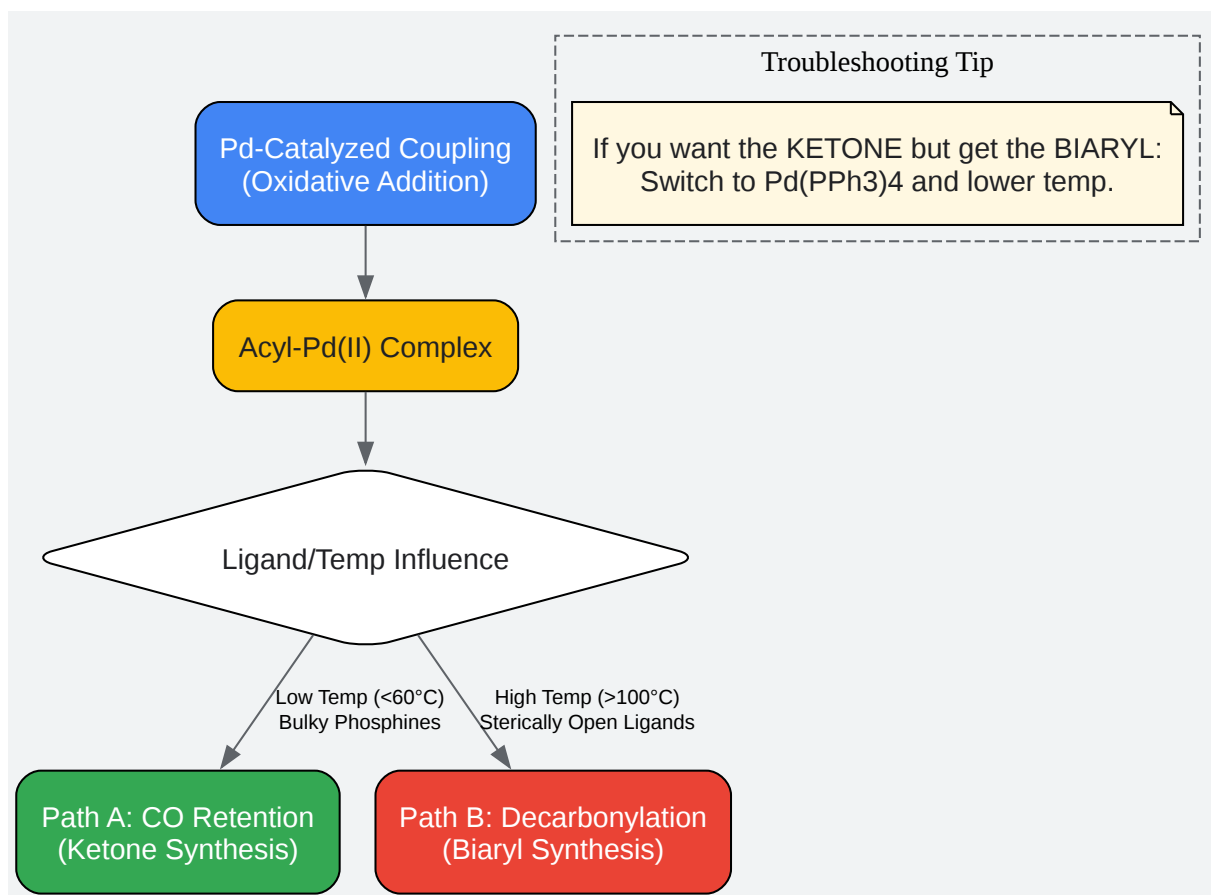 Troubleshooting Tip
If you want the KETONE but get the BIARYL:
Switch to Pd(PPh3)4 and lower temp.
Pd-Catalyzed Coupling
(Oxidative Addition)
Acyl-Pd(II) Complex
Ligand/Temp Influence
Low Temp (<60°C)
Bulky Phosphines
High Temp (>100°C)
Sterically Open Ligands
Path A: CO Retention
(Ketone Synthesis)
Path B: Decarbonylation
(Biaryl Synthesis)